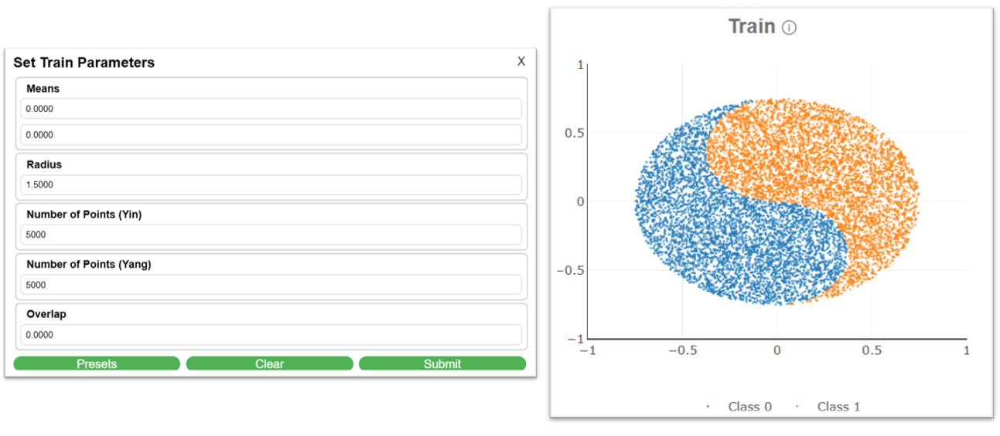 Set Train Parameters X
Means
0.0000
0.0000
Radius
1.5000
Number of Points (Yin)
5000
Number of Points (Yang)
5000
Overlap
0.0000
Presets Clear Submit
Train
1
0.5
0
−0.5
−1
−1 −0.5 0 0.5 1
Class 0 Class 1